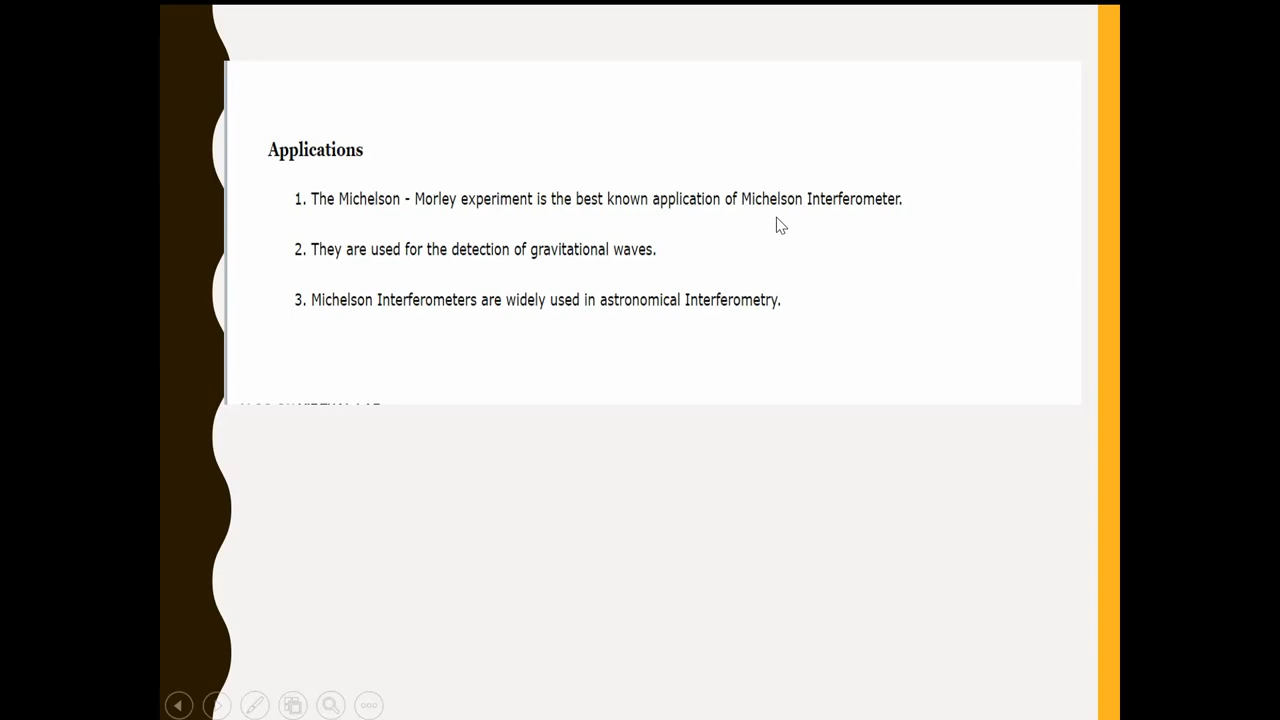 Applications
1. The Michelson - Morley experiment is the best known application of Michelson Interferometer.
2. They are used for the detection of gravitational waves.
3. Michelson Interferometers are widely used in astronomical Interferometry.